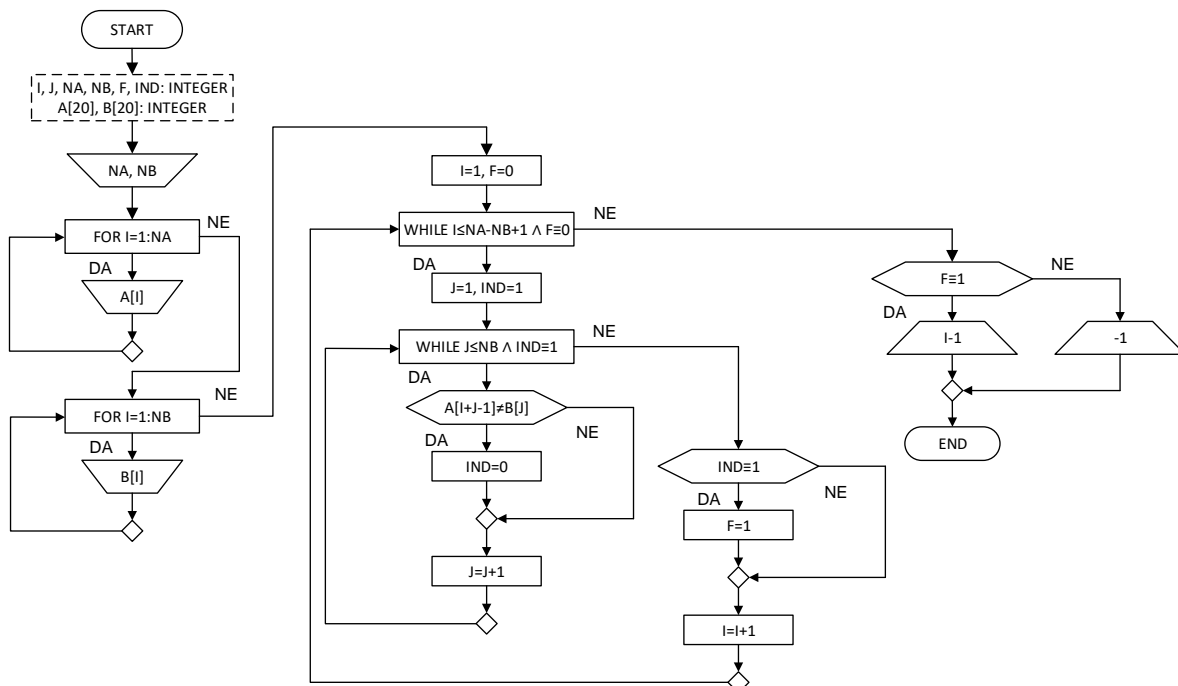 START
I, J, NA, NB, F, IND: INTEGER
A[20], B[20]: INTEGER
NA, NB
FOR I=1:NA
NE
DA
A[I]
FOR I=1:NB
NE
DA
B[I]
I=1, F=0
WHILE I≤NA-NB+1 ∧ F≡0
NE
DA
J=1, IND=1
WHILE J≤NB ∧ IND≡1
NE
DA
A[I+J-1]≠B[J]
NE
DA
IND=0
J=J+1
IND≡1
NE
DA
F=1
I=I+1
F≡1
NE
DA
I-1
-1
END